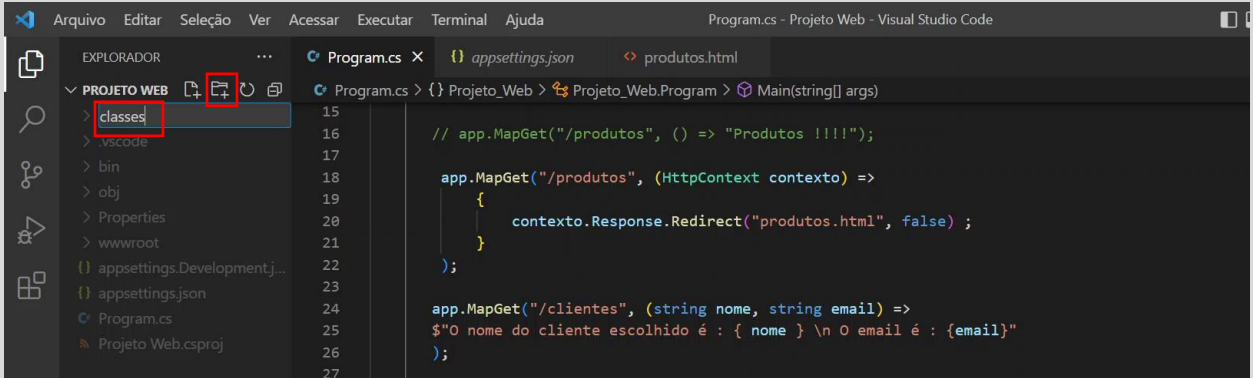 Arquivo Editar Seleção Ver Acessar Executar Terminal Ajuda Program.cs - Projeto Web - Visual Studio Code
EXPLORADOR ···
Program.cs appsettings.json produtos.html
PROJETO WEB
Program.cs > {} Projeto_Web > Projeto_Web.Program > Main(string[] args)
classes
.vscode
bin
obj
Properties
wwwroot
appsettings.Development.j...
appsettings.json
Program.cs
Projeto Web.csproj
15
16 // app.MapGet("/produtos", () => "Produtos !!!!");
17
18 app.MapGet("/produtos", (HttpContext contexto) =>
19 {
20 contexto.Response.Redirect("produtos.html", false) ;
21 }
22 );
23
24 app.MapGet("/clientes", (string nome, string email) =>
25 $"O nome do cliente escolhido é : { nome } \n O email é : {email}"
26 );
27